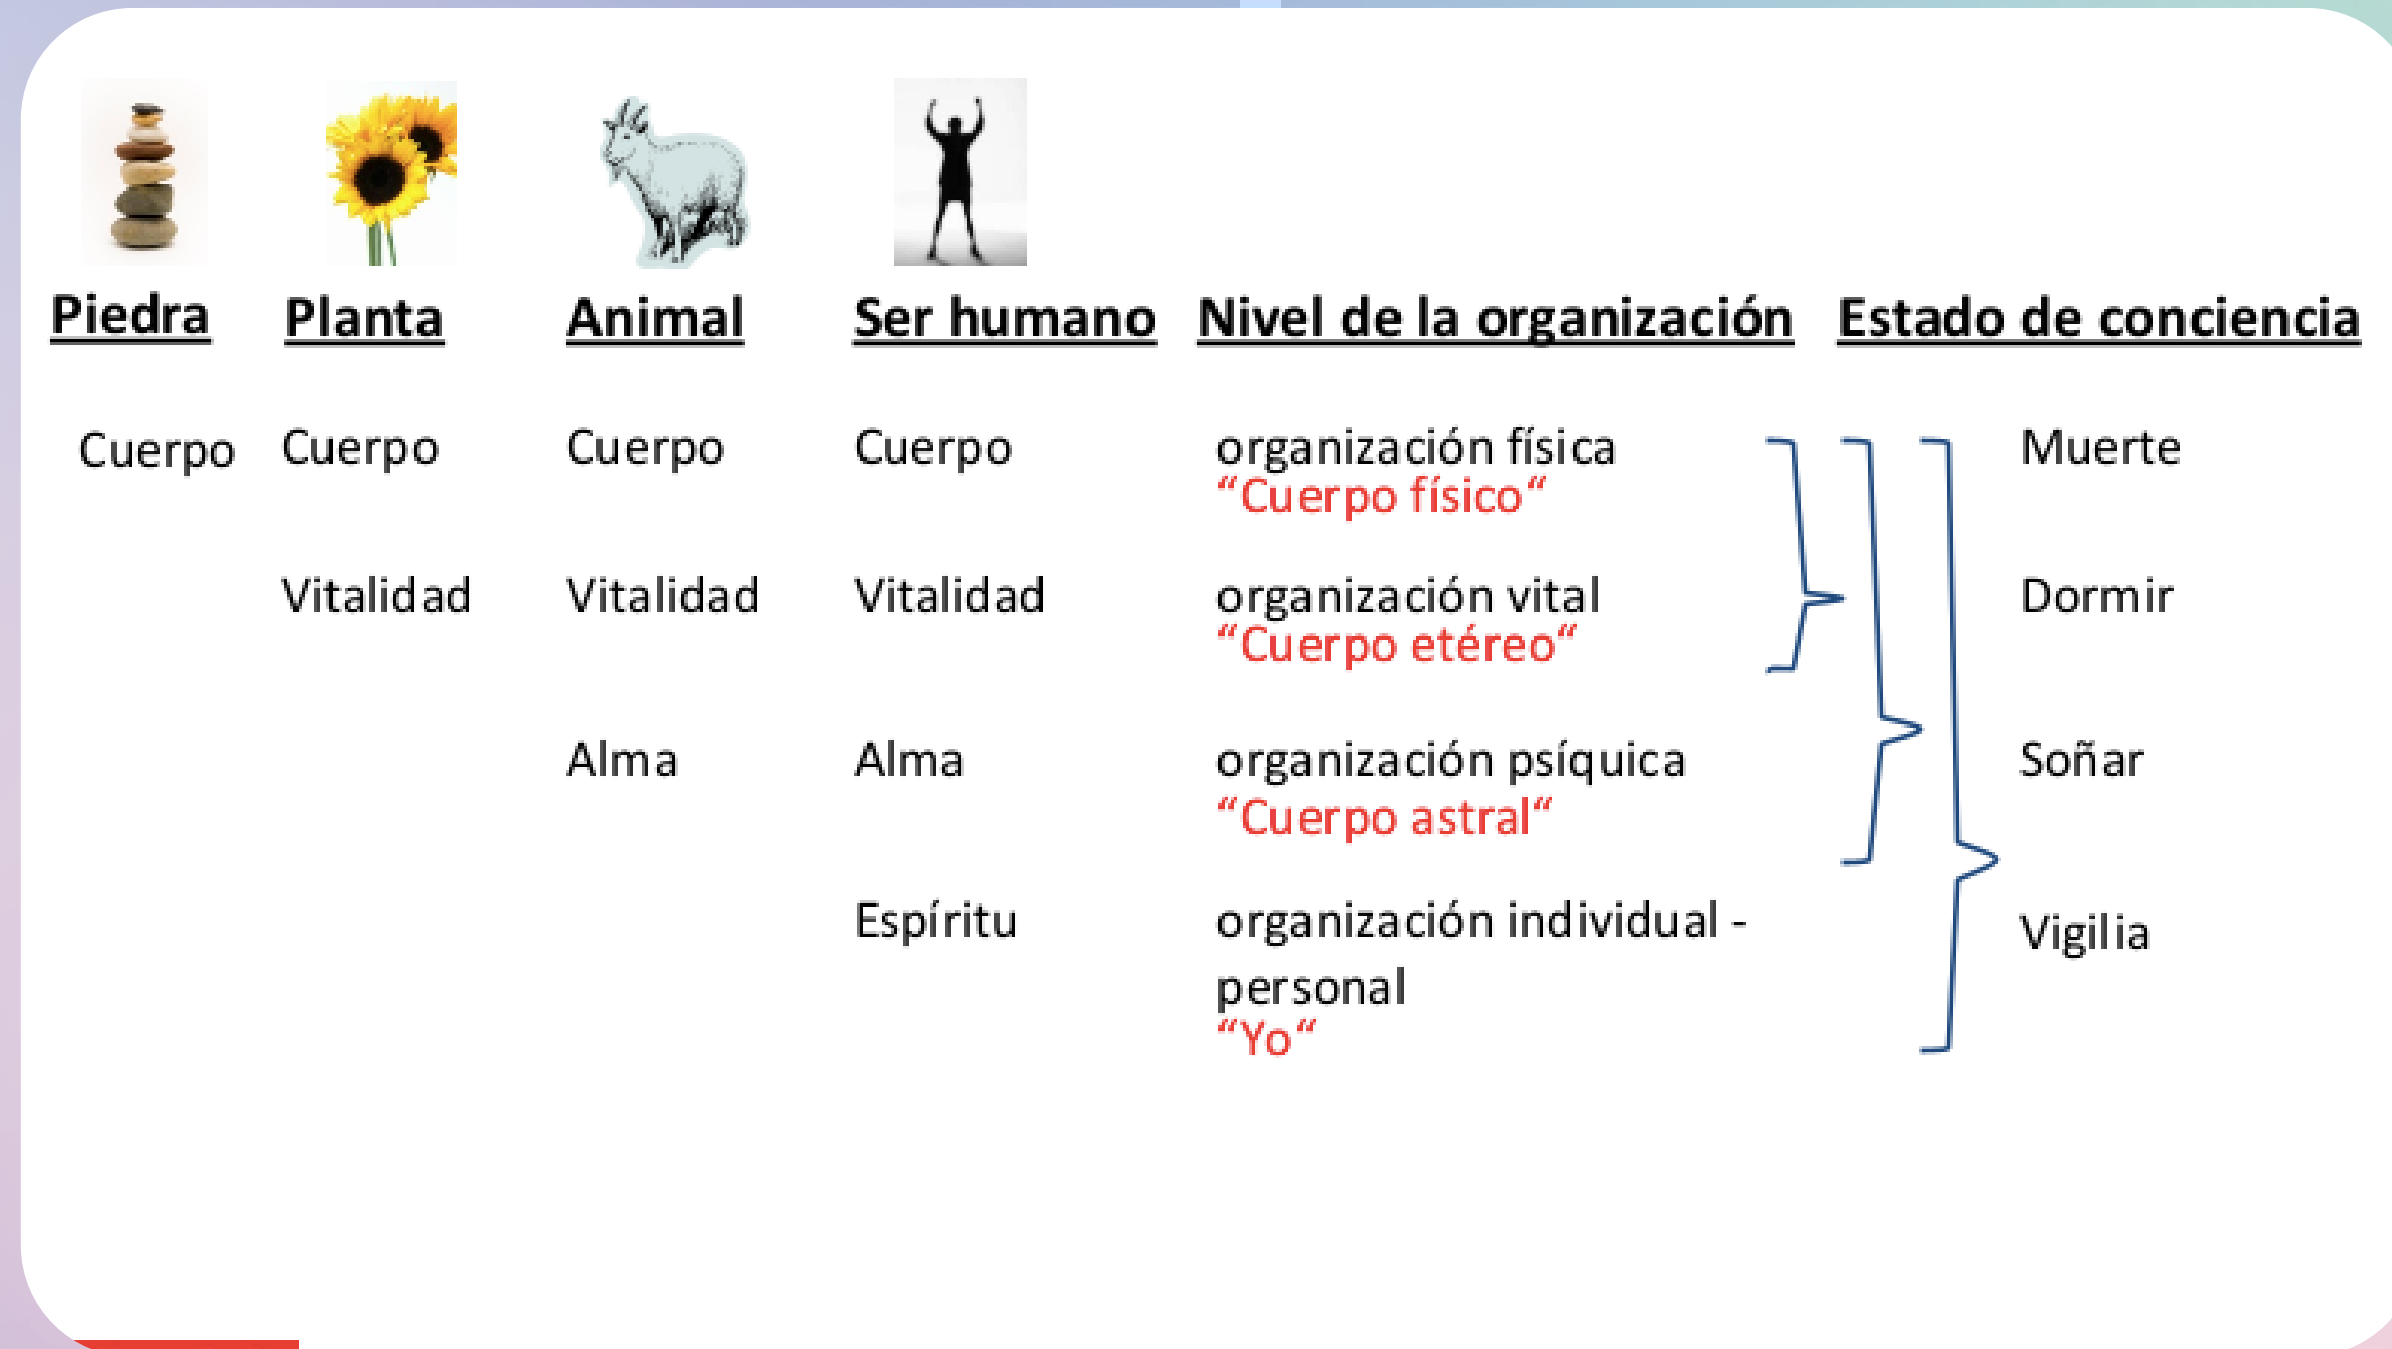 Piedra Planta Animal Ser humano Nivel de la organización Estado de conciencia
Cuerpo Cuerpo Cuerpo Cuerpo organización física Muerte
“Cuerpo físico“
Vitalidad Vitalidad Vitalidad organización vital Dormir
“Cuerpo etéreo“
Alma Alma organización psíquica Soñar
“Cuerpo astral“
Espíritu organización individual - Vigilia
personal
“Yo“